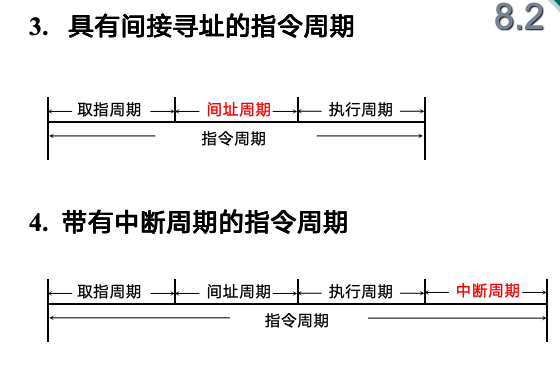 8.2
3. 具有间接寻址的指令周期
取指周期 间址周期 执行周期
指令周期
4. 带有中断周期的指令周期
取指周期 间址周期 执行周期 中断周期
指令周期